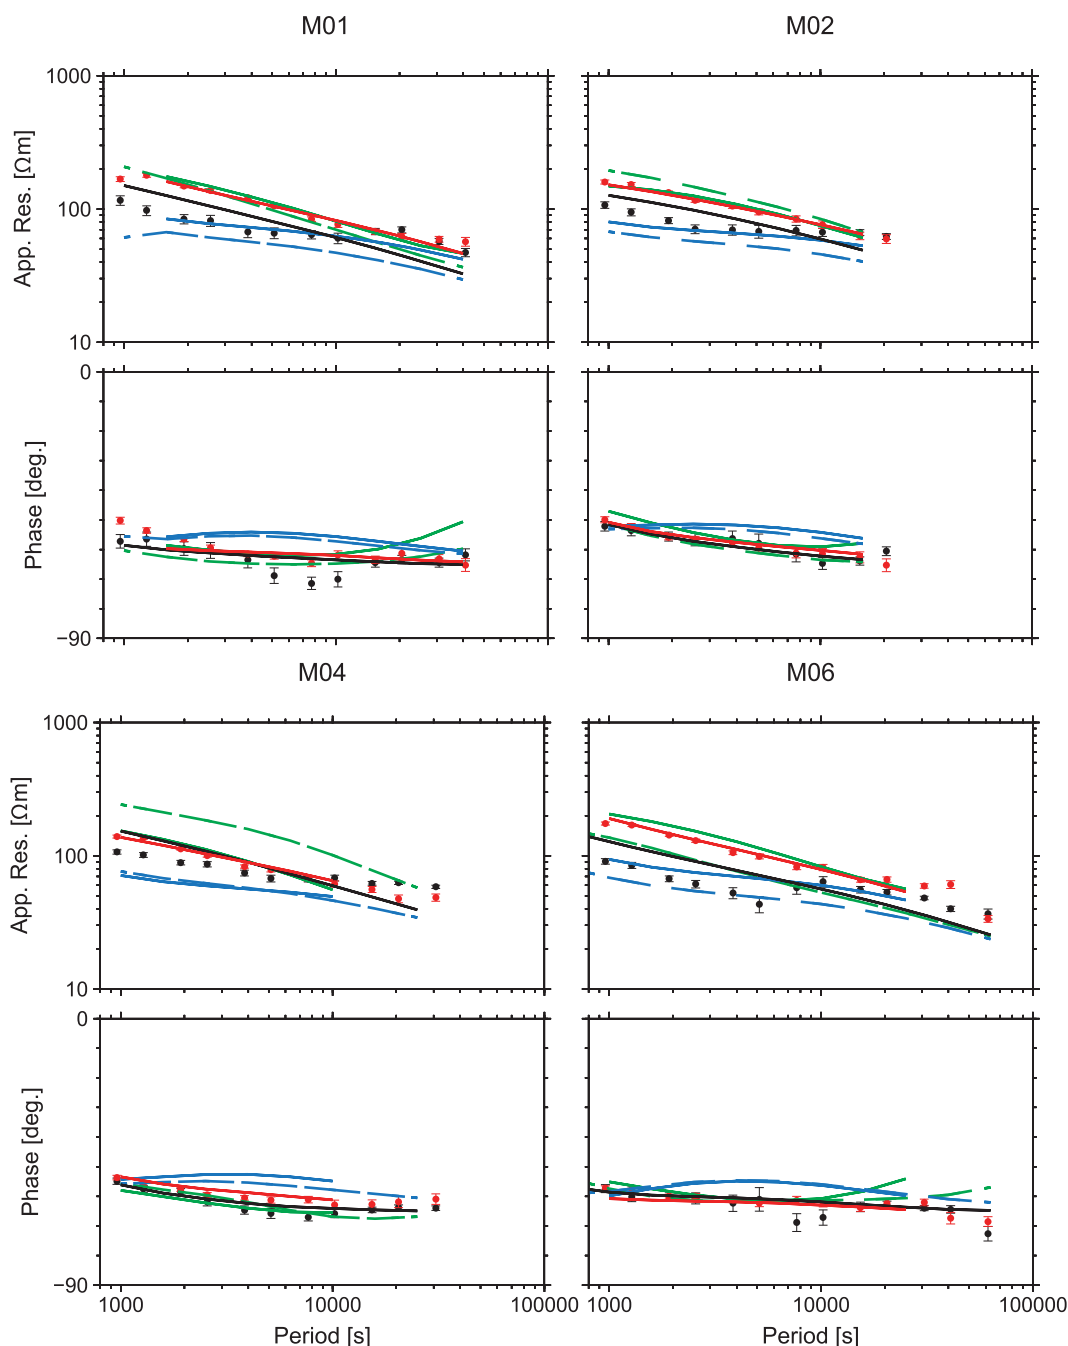 M01 M02
1000
App. Res. [Ωm]
100
10
0
Phase [deg.]
−90
M04 M06
1000
App. Res. [Ωm]
100
10
0
Phase [deg.]
−90
1000 10000 100000 1000 10000 100000
Period [s] Period [s]